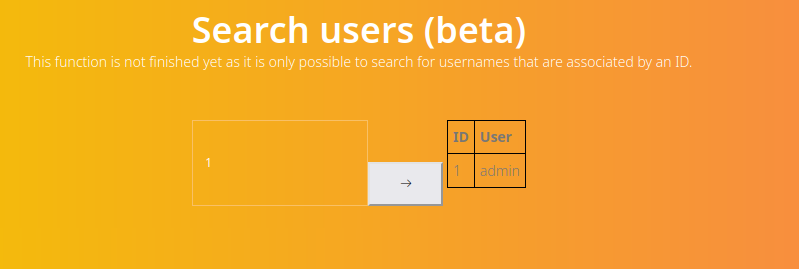 Search users (beta)
This function is not finished yet as it is only possible to search for usernames that are associated by an ID.
1
→
ID User
1 admin